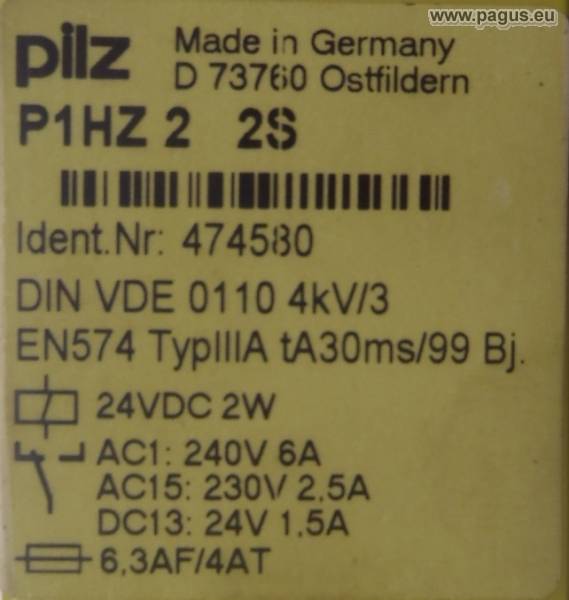 www.pagus.eu
pilz
Made in Germany
D 73760 Ostfildern
P1HZ 2 2S
Ident.Nr: 474580
DIN VDE 0110 4kV/3
EN574 TypIIIA tA30ms/99 Bj.
24VDC 2W
AC1: 240V 6A
AC15: 230V 2,5A
DC13: 24V 1,5A
6,3AF/4AT